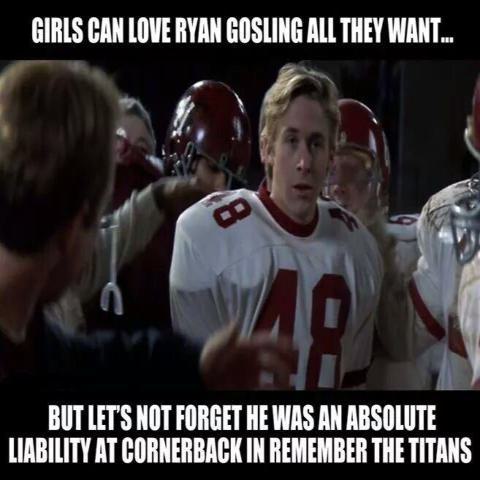 GIRLS CAN LOVE RYAN GOSLING ALL THEY WANT...
48
48
BUT LET'S NOT FORGET HE WAS AN ABSOLUTE
LIABILITY AT CORNERBACK IN REMEMBER THE TITANS